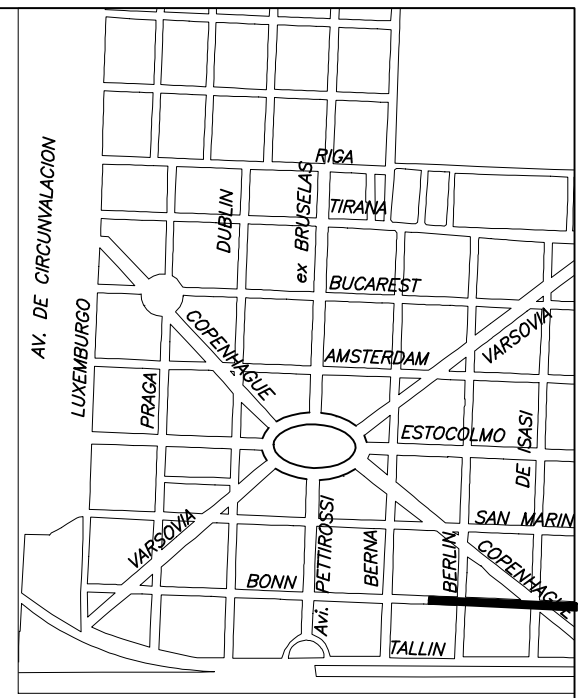 RIGA
AV. DE CIRCUNVALACION
DUBLIN
ex BRUSELAS
TIRANA
BUCAREST
LUXEMBURGO
COPENHAGUE
VARSOVIA
AMSTERDAM
PRAGA
ESTOCOLMO
DE ISASI
VARSOVIA
Avi. PETTIROSSI
BERNA
BERLIN
SAN MARIN
COPENHAGUE
BONN
TALLIN